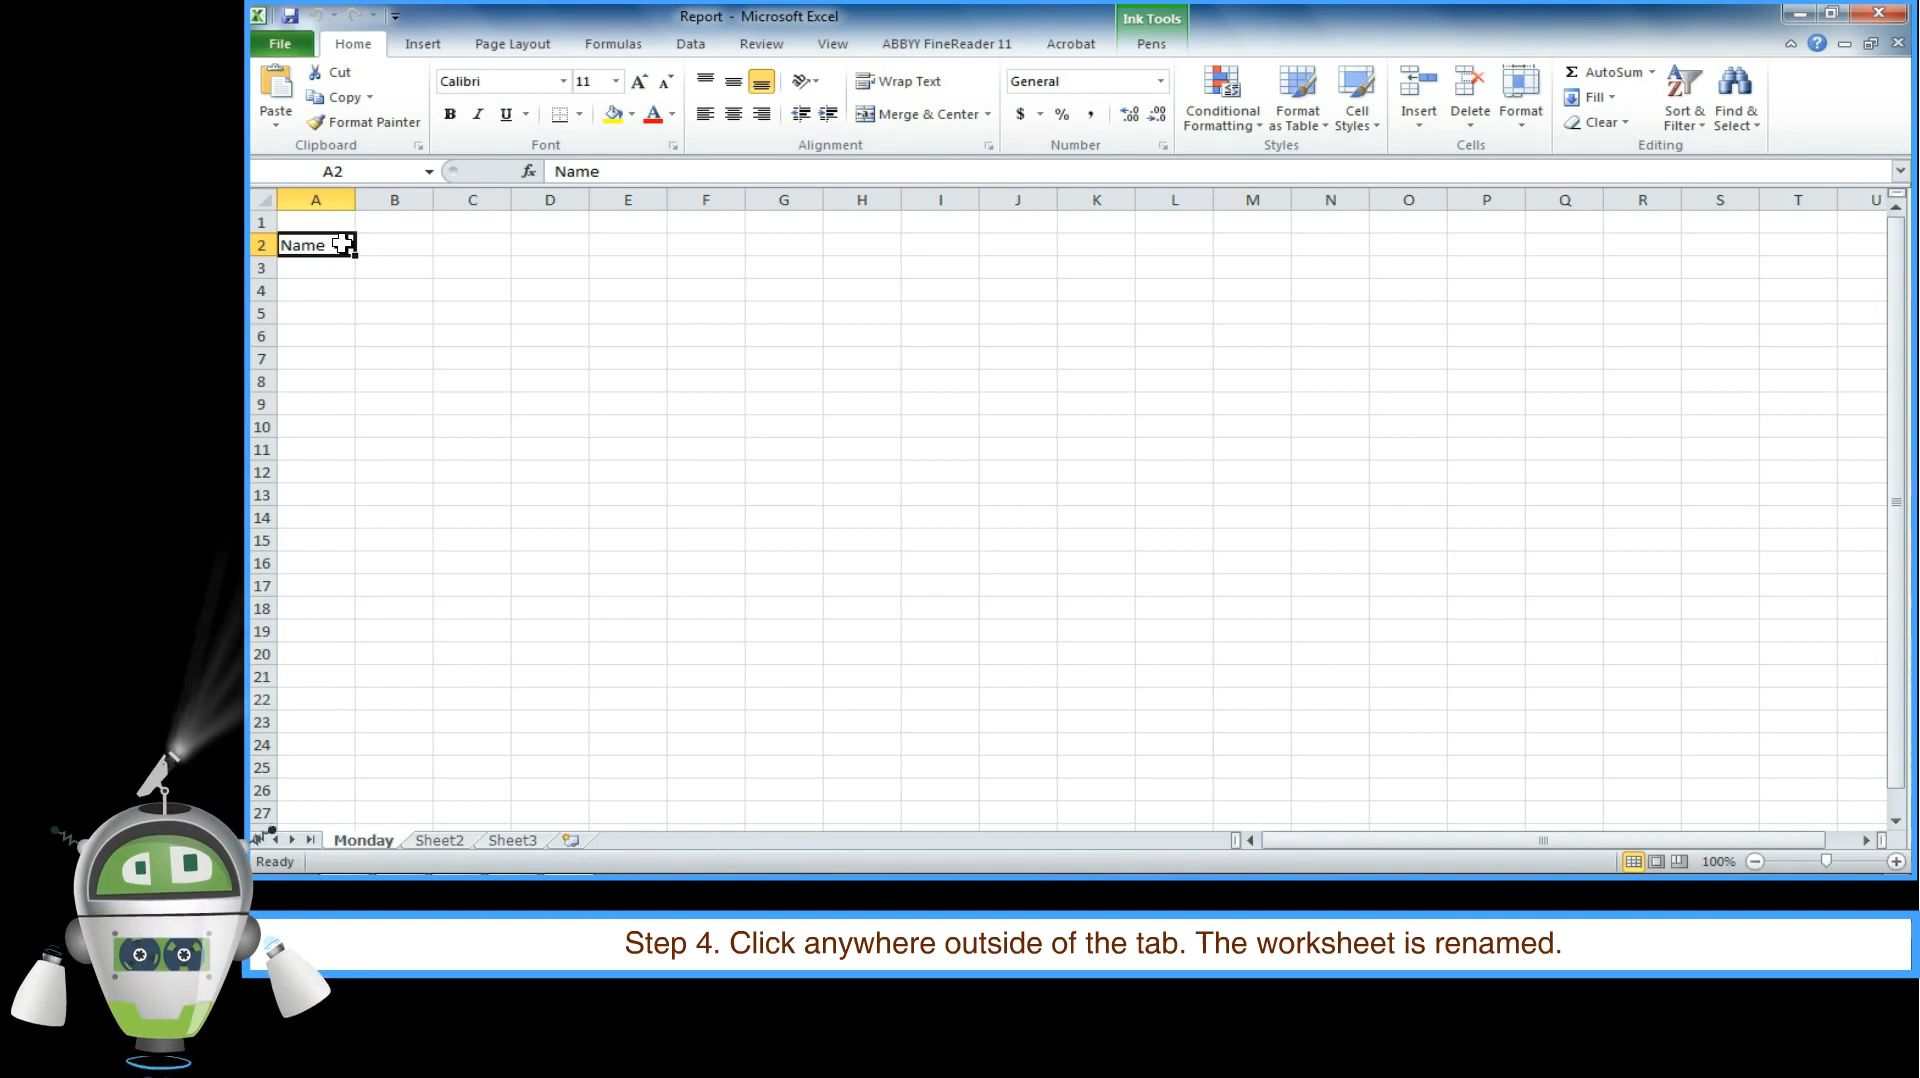 Report - Microsoft Excel
Ink Tools
File Home Insert Page Layout Formulas Data Review View ABBYY FineReader 11 Acrobat Pens
Paste
Cut
Copy
Format Painter
Clipboard
Calibri 11
B I U
A A
A
Font
Wrap Text
Merge & Center
Alignment
General
$ % , .0 .00 .00 .0
Number
Conditional Formatting
Format as Table
Cell Styles
Styles
Insert Delete Format
Cells
Σ AutoSum
Fill
Clear
Sort & Filter
Find & Select
Editing
A2 fx Name
A B C D E F G H I J K L M N O P Q R S T U
1
2 Name
3
4
5
6
7
8
9
10
11
12
13
14
15
16
17
18
19
20
21
22
23
24
25
26
27
Monday Sheet2 Sheet3
Ready 100%
Step 4. Click anywhere outside of the tab. The worksheet is renamed.